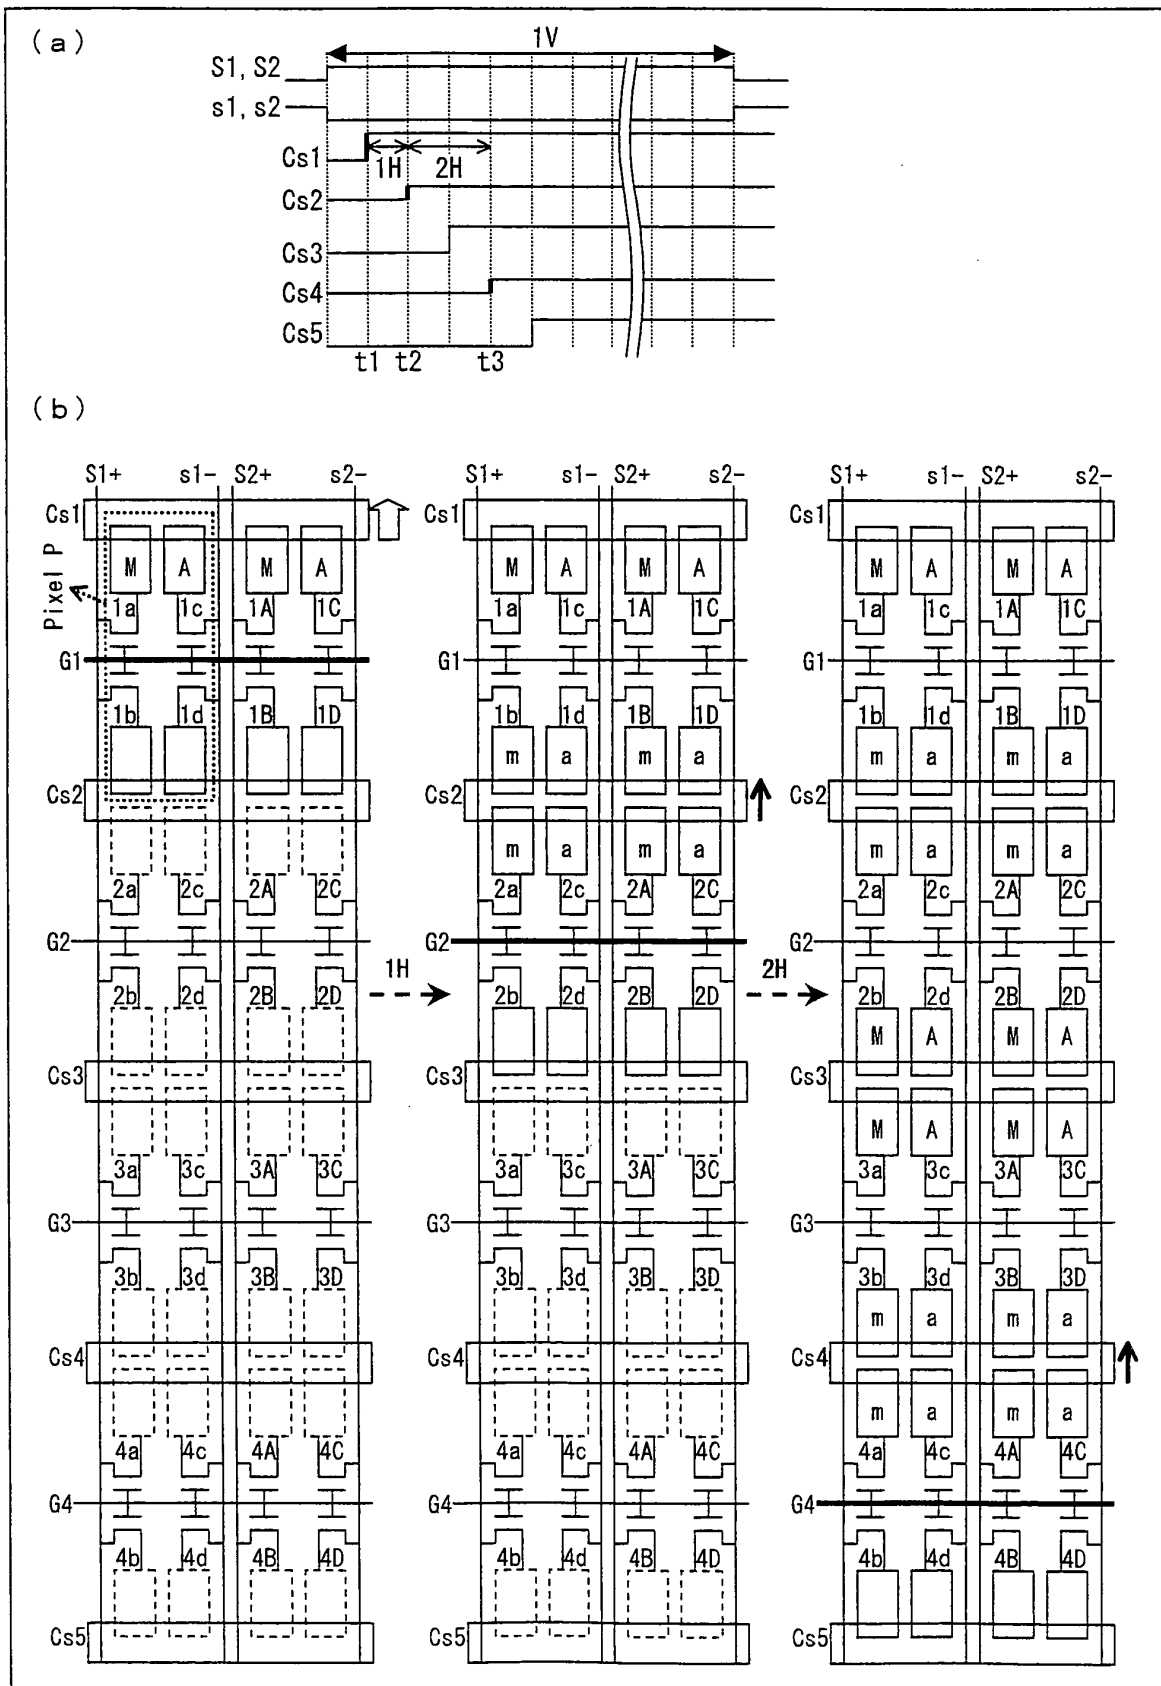 (a)
1V
S1, S2
s1, s2
Cs1
1H 2H
Cs2
Cs3
Cs4
Cs5
t1 t2 t3
(b)
S1+ s1- S2+ s2- S1+ s1- S2+ s2- S1+ s1- S2+ s2-
Cs1 Cs1 Cs1
Pixel P
M A M A M A M A M A M A
1a 1c 1A 1C 1a 1c 1A 1C 1a 1c 1A 1C
G1 G1 G1
1b 1d 1B 1D 1b 1d 1B 1D 1b 1d 1B 1D
m a m a m a m a
Cs2 Cs2 Cs2
m a m a m a m a
2a 2c 2A 2C 2a 2c 2A 2C 2a 2c 2A 2C
G2 G2 G2
1H 2H
2b 2d 2B 2D 2b 2d 2B 2D 2b 2d 2B 2D
M A M A
Cs3 Cs3 Cs3
M A M A
3a 3c 3A 3C 3a 3c 3A 3C 3a 3c 3A 3C
G3 G3 G3
3b 3d 3B 3D 3b 3d 3B 3D 3b 3d 3B 3D
m a m a
Cs4 Cs4 Cs4
m a m a
4a 4c 4A 4C 4a 4c 4A 4C 4a 4c 4A 4C
G4 G4 G4
4b 4d 4B 4D 4b 4d 4B 4D 4b 4d 4B 4D
Cs5 Cs5 Cs5